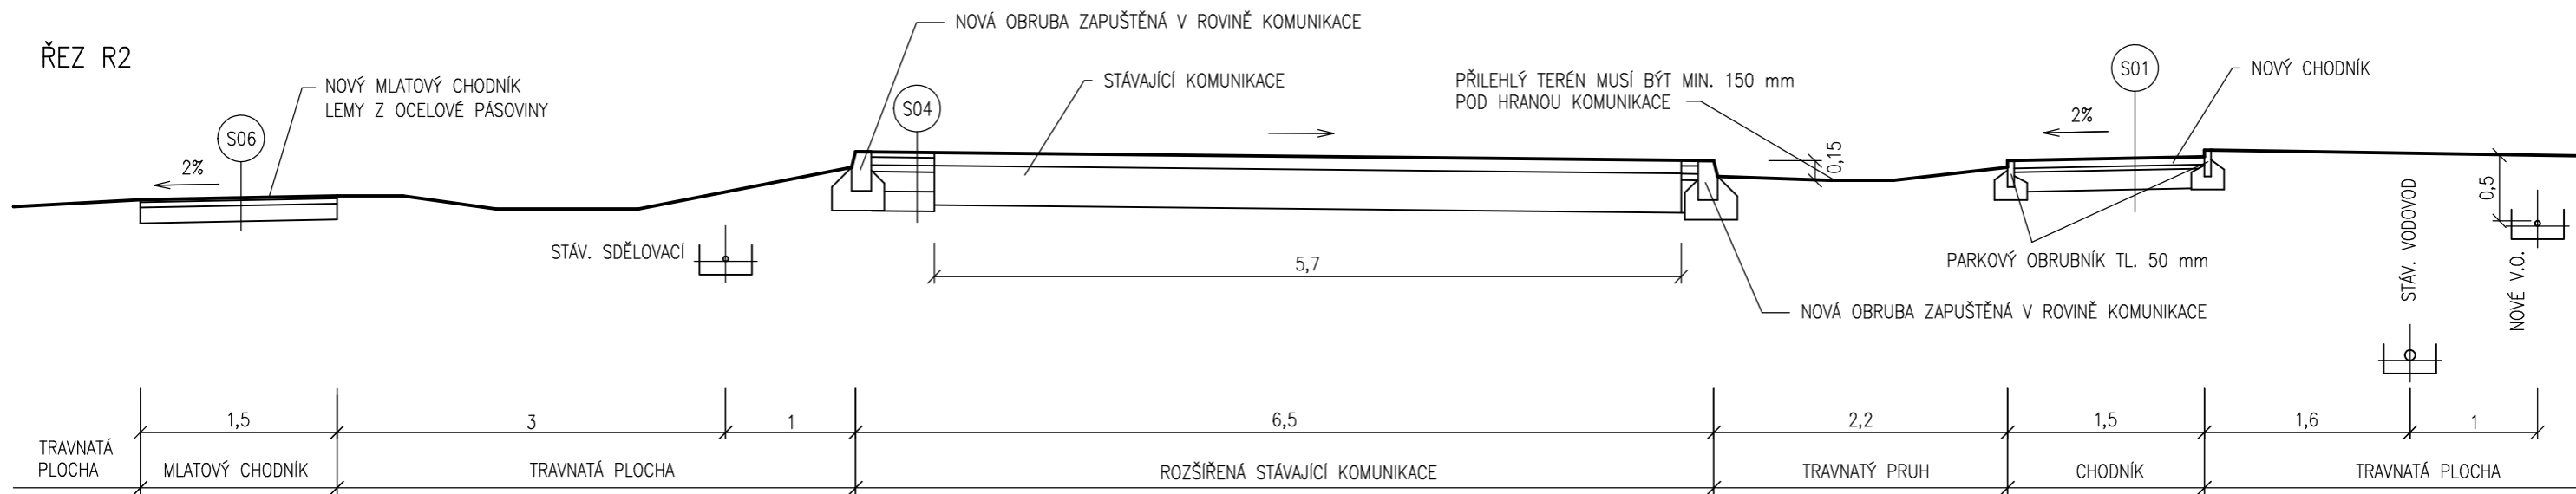 ŘEZ R2
NOVÁ OBRUBA ZAPUŠTĚNÁ V ROVINĚ KOMUNIKACE
NOVÝ MLATOVÝ CHODNÍK
LEMY Z OCELOVÉ PÁSOVINY
STÁVAJÍCÍ KOMUNIKACE
PŘILEHLÝ TERÉN MUSÍ BÝT MIN. 150 mm
POD HRANOU KOMUNIKACE
S01
NOVÝ CHODNÍK
S06
S04
2%
2%
0,15
0,5
STÁV. SDĚLOVACÍ
5,7
PARKOVÝ OBRUBNÍK TL. 50 mm
STÁV. VODOVOD
NOVÉ V.O.
NOVÁ OBRUBA ZAPUŠTĚNÁ V ROVINĚ KOMUNIKACE
1,5
3
1
6,5
2,2
1,5
1,6
1
TRAVNATÁ
PLOCHA
MLATOVÝ CHODNÍK
TRAVNATÁ PLOCHA
ROZŠÍŘENÁ STÁVAJÍCÍ KOMUNIKACE
TRAVNATÝ PRUH
CHODNÍK
TRAVNATÁ PLOCHA